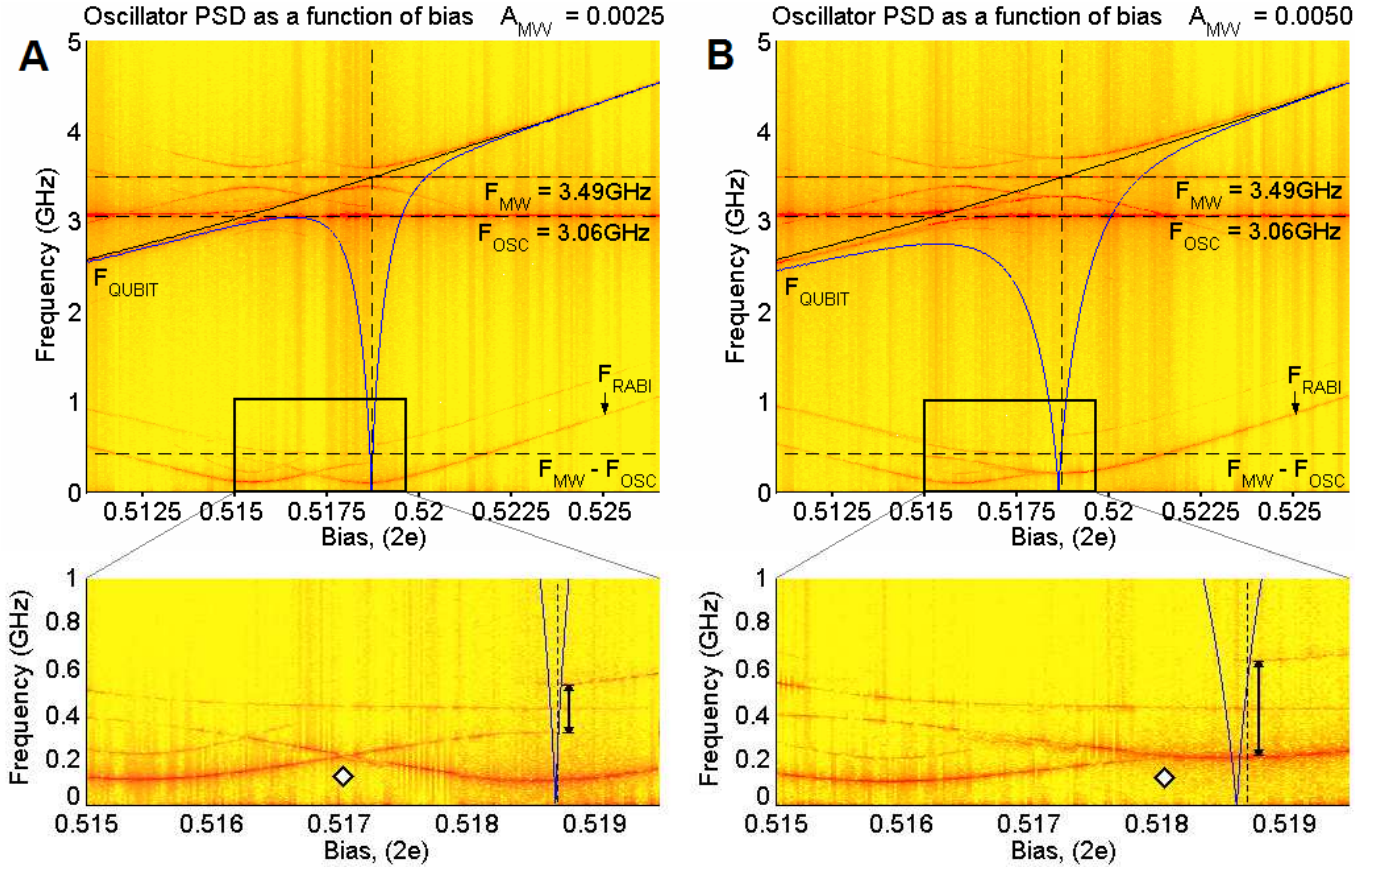 A
Oscillator PSD as a function of bias A_MW = 0.0025
5
4
3
2
1
0
Frequency (GHz)
F_MW = 3.49GHz
F_OSC = 3.06GHz
F_QUBIT
F_RABI
F_MW - F_OSC
0.5125 0.515 0.5175 0.52 0.5225 0.525
Bias, (2e)
1
0.8
0.6
0.4
0.2
0
Frequency (GHz)
0.515 0.516 0.517 0.518 0.519
Bias, (2e)
B
Oscillator PSD as a function of bias A_MW = 0.0050
5
4
3
2
1
0
Frequency (GHz)
F_MW = 3.49GHz
F_OSC = 3.06GHz
F_QUBIT
F_RABI
F_MW - F_OSC
0.5125 0.515 0.5175 0.52 0.5225 0.525
Bias, (2e)
1
0.8
0.6
0.4
0.2
0
Frequency (GHz)
0.515 0.516 0.517 0.518 0.519
Bias, (2e)